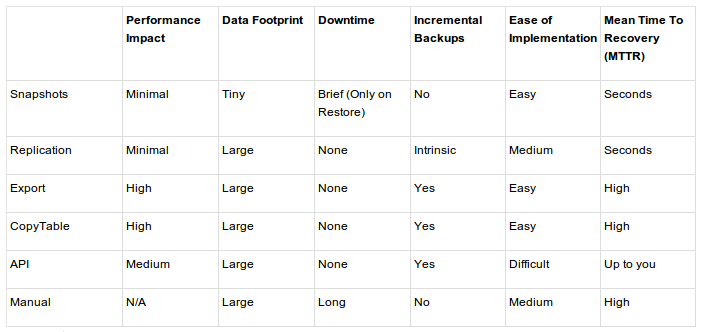 Performance Impact Data Footprint Downtime Incremental Backups Ease of Implementation Mean Time To Recovery (MTTR)
Snapshots Minimal Tiny Brief (Only on Restore) No Easy Seconds
Replication Minimal Large None Intrinsic Medium Seconds
Export High Large None Yes Easy High
CopyTable High Large None Yes Easy High
API Medium Large None Yes Difficult Up to you
Manual N/A Large Long No Medium High